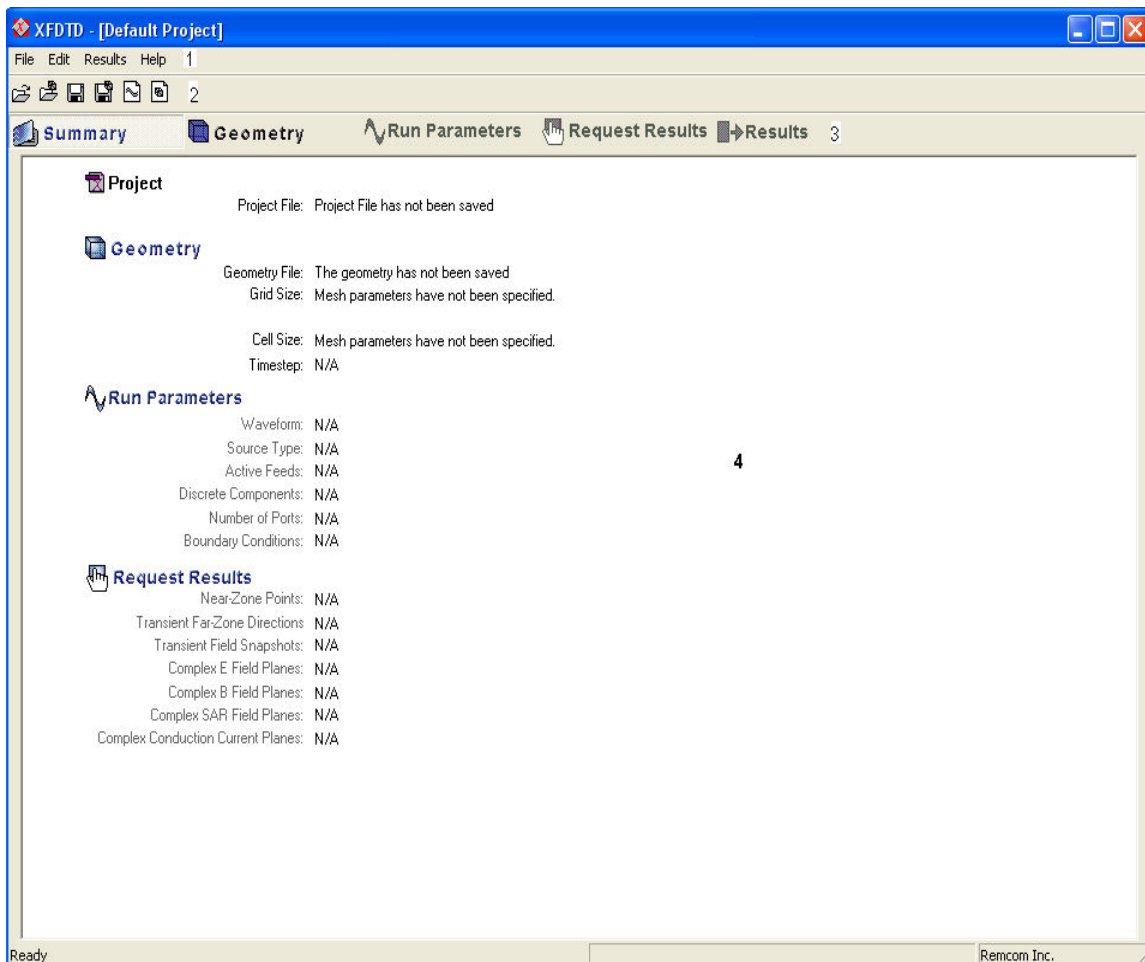 XFDTD - [Default Project]
File Edit Results Help 1
2
Summary Geometry Run Parameters Request Results Results 3
Project
Project File: Project File has not been saved
Geometry
Geometry File: The geometry has not been saved
Grid Size: Mesh parameters have not been specified.
Cell Size: Mesh parameters have not been specified.
Timestep: N/A
Run Parameters
Waveform: N/A
Source Type: N/A
4
Active Feeds: N/A
Discrete Components: N/A
Number of Ports: N/A
Boundary Conditions: N/A
Request Results
Near-Zone Points: N/A
Transient Far-Zone Directions N/A
Transient Field Snapshots: N/A
Complex E Field Planes: N/A
Complex B Field Planes: N/A
Complex SAR Field Planes: N/A
Complex Conduction Current Planes: N/A
Ready Remcom Inc.